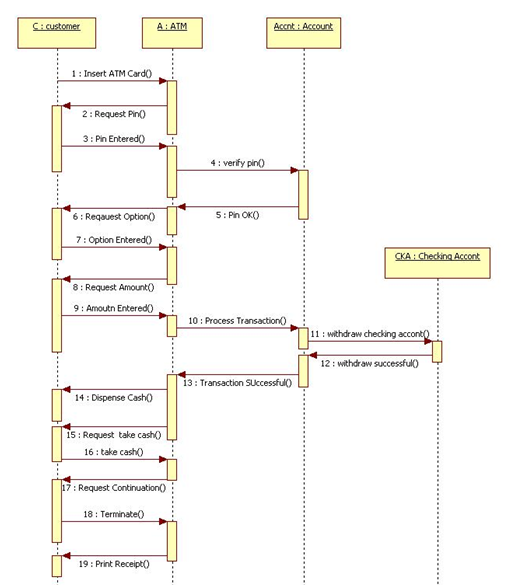 C : customer
A : ATM
Accnt : Account
1 : Insert ATM Card()
2 : Request Pin()
3 : Pin Entered()
4 : verify pin()
5 : Pin OK()
6 : Reqauest Option()
7 : Option Entered()
CKA : Checking Accont
8 : Request Amount()
9 : Amoutn Entered()
10 : Process Transaction()
11 : withdraw checking accont()
12 : withdraw successful()
13 : Transaction SUccessful()
14 : Dispense Cash()
15 : Request take cash()
16 : take cash()
17 : Request Continuation()
18 : Terminate()
19 : Print Receipt()